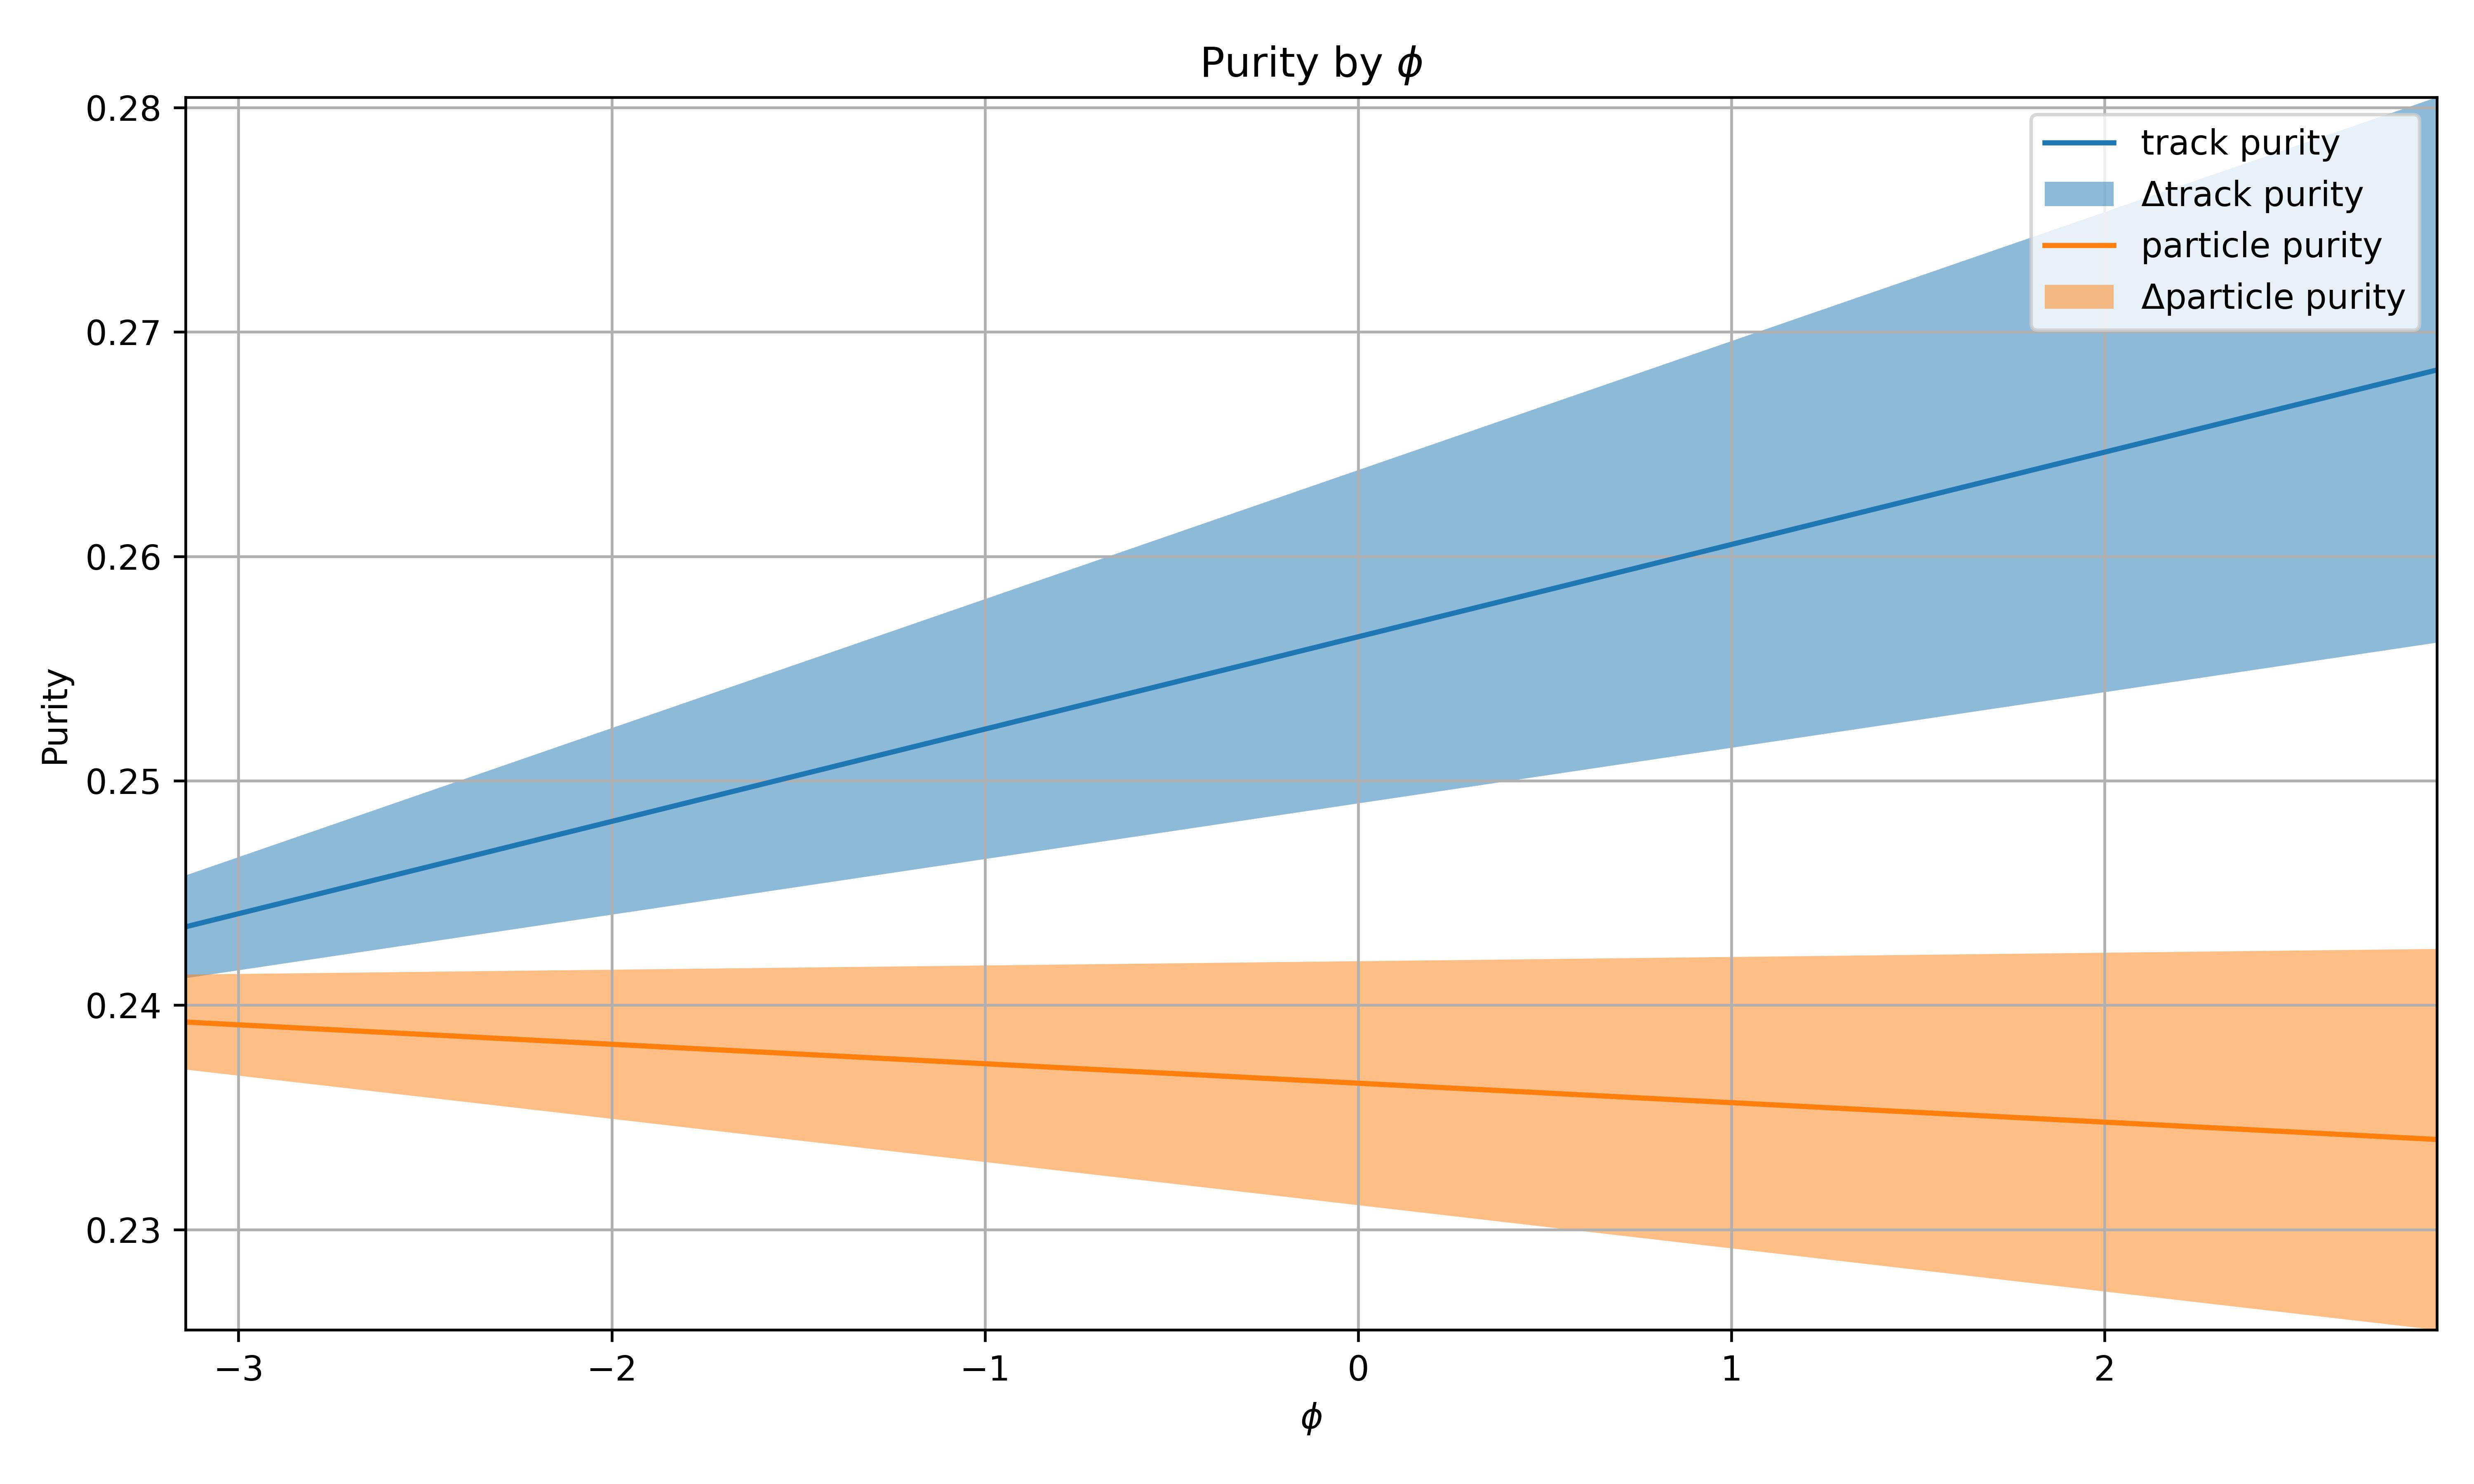 Purity by ϕ
0.28
0.27
0.26
0.25
0.24
0.23
Purity
track purity
Δtrack purity
particle purity
Δparticle purity
−3 −2 −1 0 1 2
ϕ